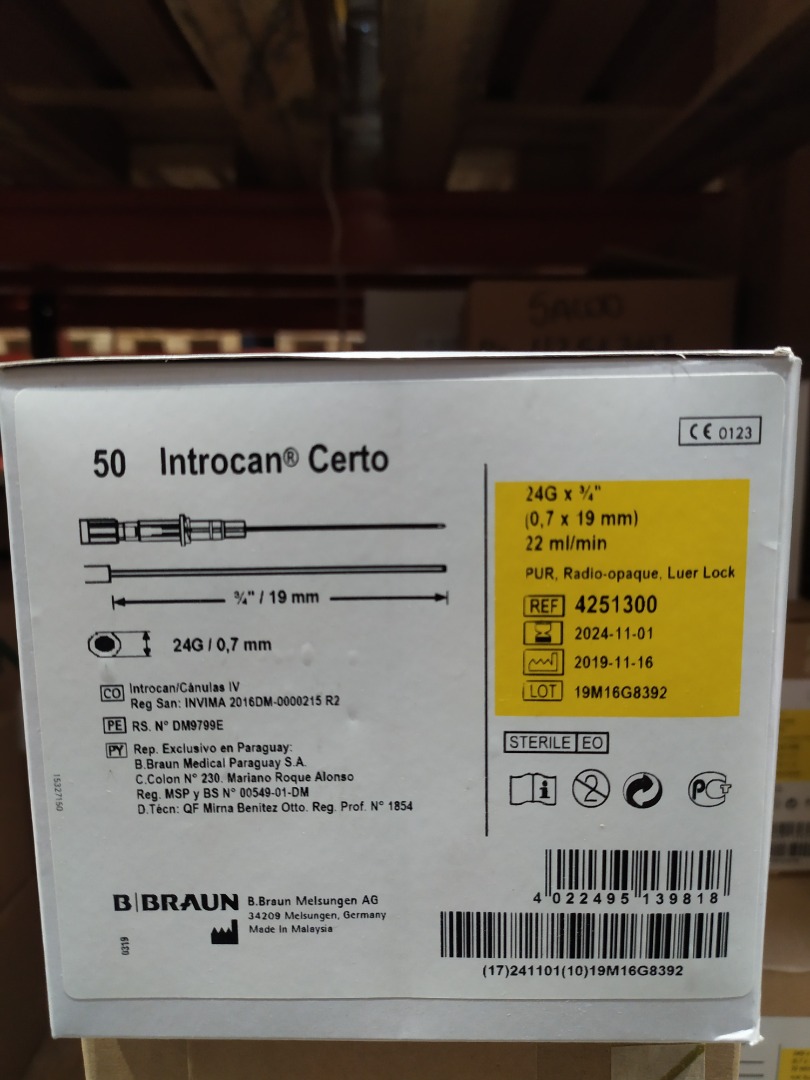 CE 0123
50 Introcan® Certo
¾" / 19 mm
24G / 0,7 mm
24G x ¾"
(0,7 x 19 mm)
22 ml/min
PUR, Radio-opaque, Luer Lock
REF 4251300
2024-11-01
2019-11-16
LOT 19M16G8392
CO Introcan/Cánulas IV
Reg San: INVIMA 2016DM-0000215 R2
PE RS. N° DM9799E
PY Rep. Exclusivo en Paraguay:
B.Braun Medical Paraguay S.A.
C.Colon N° 230. Mariano Roque Alonso
Reg. MSP y BS N° 00549-01-DM
D.Técn: QF Mirna Benitez Otto. Reg. Prof. N° 1854
15327150
STERILE EO
2
B|BRAUN
B.Braun Melsungen AG
34209 Melsungen, Germany
Made in Malaysia
0319
4 022495 139818
(17)241101(10)19M16G8392